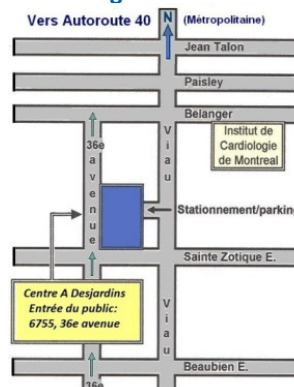 Vers Autoroute 40
N
(Métropolitaine)
Jean Talon
Paisley
Belanger
Institut de
Cardiologie
de Montreal
36e
avenue
Viau
Stationnement/parking
Sainte Zotique E.
Centre A Desjardins
Entrée du public:
6755, 36e avenue
Viau
Beaubien E.
36e